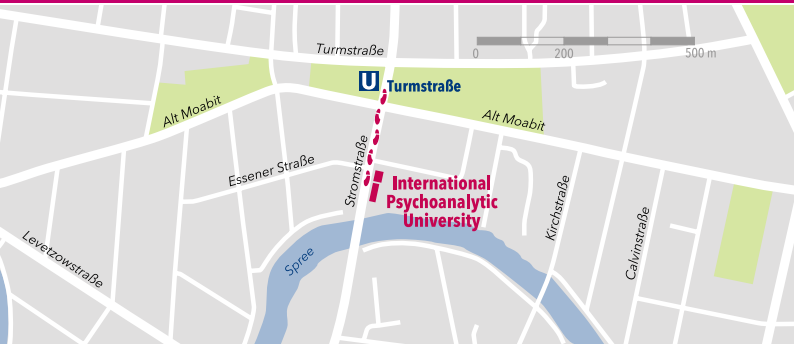 Turmstraße
0
200
500 m
U
Turmstraße
Alt Moabit
Alt Moabit
Essener Straße
Stromstraße
International
Psychoanalytic
University
Kirchstraße
Calvinstraße
Levetzowstraße
Spree